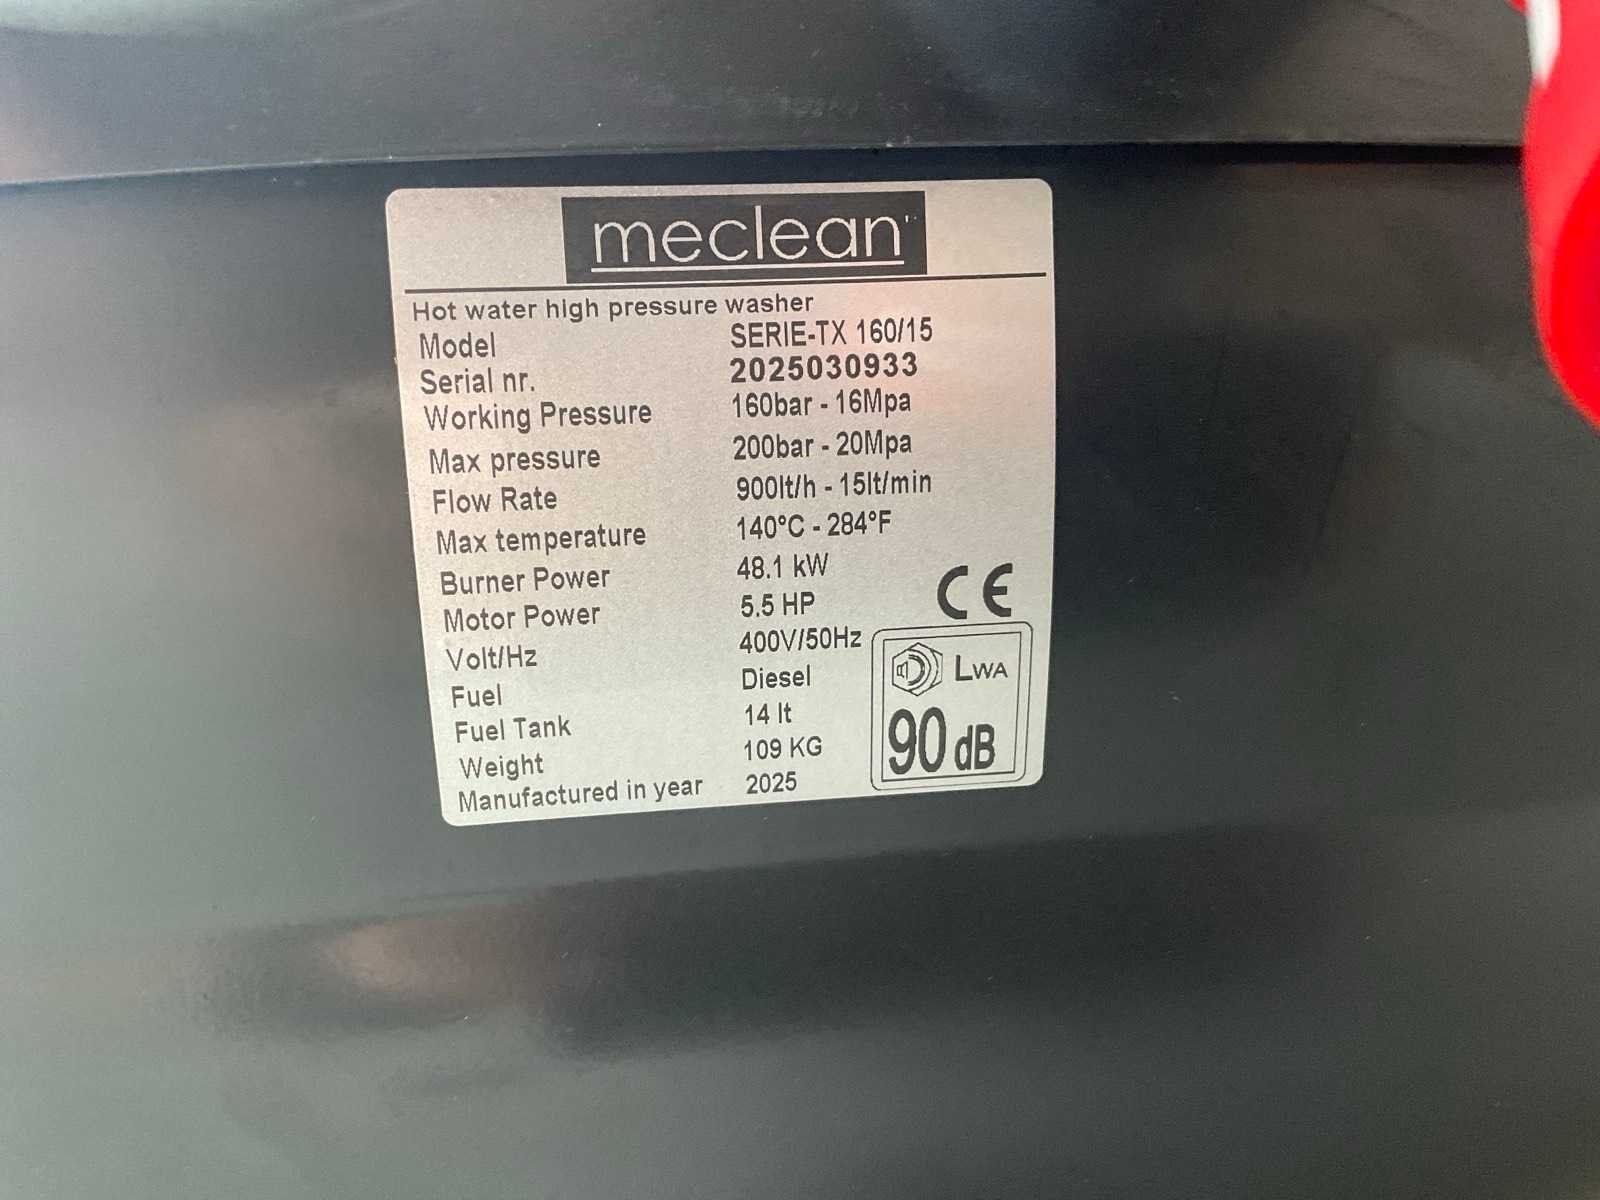 meclean
Hot water high pressure washer
Model SERIE-TX 160/15
Serial nr. 2025030933
Working Pressure 160bar - 16Mpa
Max pressure 200bar - 20Mpa
Flow Rate 900lt/h - 15lt/min
Max temperature 140°C - 284°F
Burner Power 48.1 kW
Motor Power 5.5 HP
Volt/Hz 400V/50Hz
Fuel Diesel
Fuel Tank 14 lt
Weight 109 KG
Manufactured in year 2025
CE
LWA
90 dB